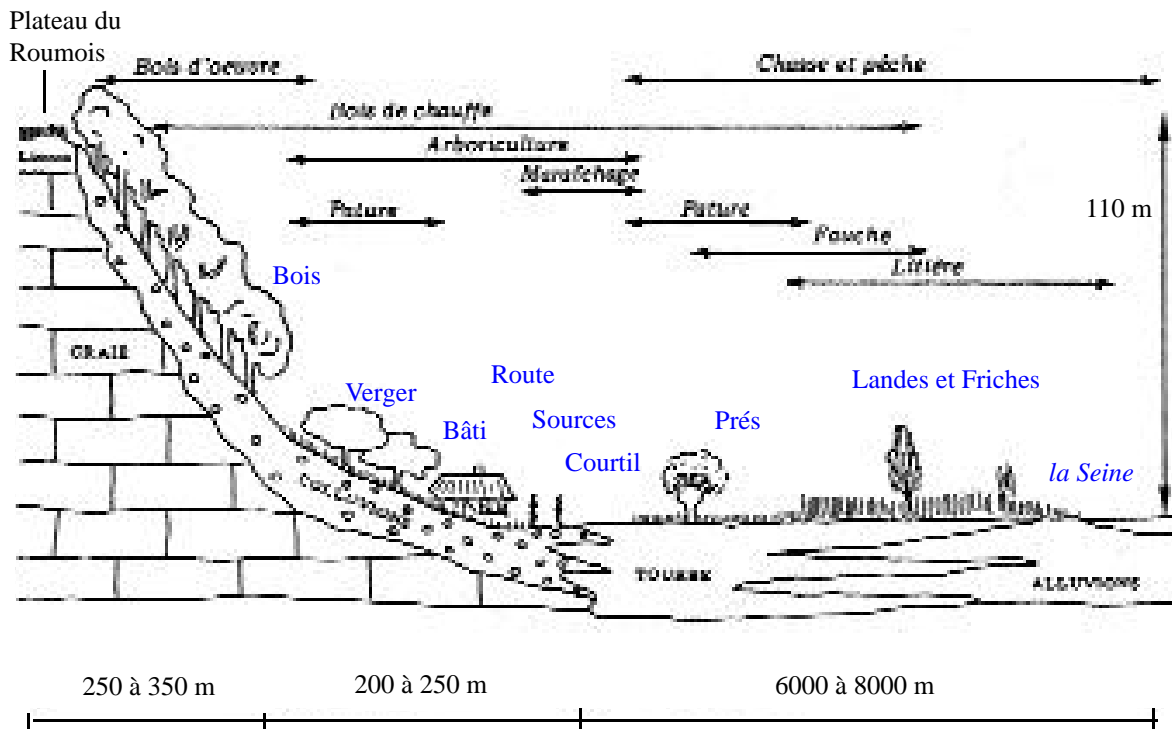 Plateau du
Roumois
Bois d'oeuvre
Chasse et pêche
Bois de chauffe
Limons
Arboriculture
Maraîchage
110 m
Pature
Pature
Fauche
Bois
Litière
CRAIE
Route
Landes et Friches
Verger
Sources
Prés
Bâti
Courtil
la Seine
COLLUVIONS
TOURBE
ALLUVIONS
250 à 350 m
200 à 250 m
6000 à 8000 m